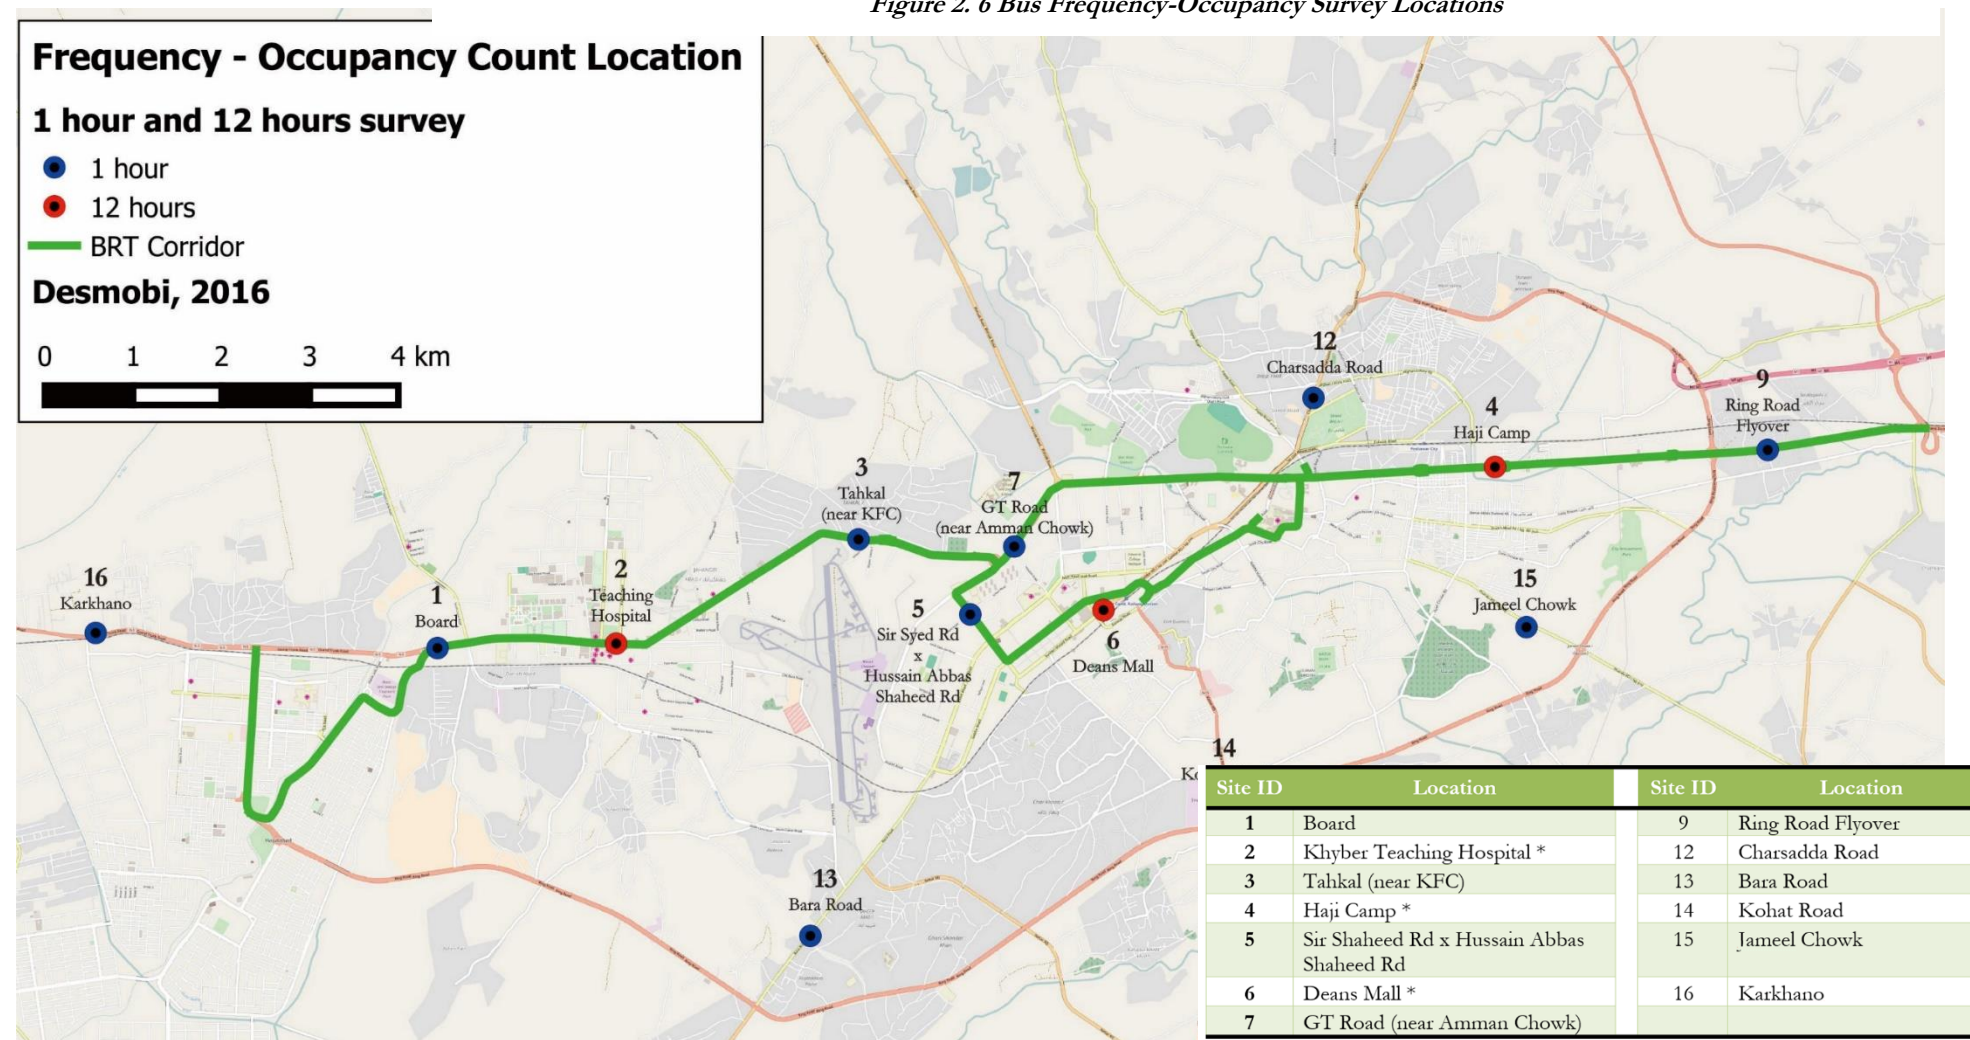 Figure 2. 6 Bus Frequency-Occupancy Survey Locations
Frequency - Occupancy Count Location
1 hour and 12 hours survey
1 hour
12 hours
BRT Corridor
Desmobi, 2016
0 1 2 3 4 km
12
Charsadda Road
9
Ring Road
Flyover
4
Haji Camp
3
Tahkal
(near KFC)
7
GT Road
(near Amman Chowk)
16
Karkhano
1
Board
2
Teaching
Hospital
5
Sir Syed Rd
x
Hussain Abbas
Shaheed Rd
6
Deans Mall
15
Jameel Chowk
14
13
Bara Road
Site ID Location Site ID Location
1 Board 9 Ring Road Flyover
2 Khyber Teaching Hospital * 12 Charsadda Road
3 Tahkal (near KFC) 13 Bara Road
4 Haji Camp * 14 Kohat Road
5 Sir Shaheed Rd x Hussain Abbas 15 Jameel Chowk
Shaheed Rd
6 Deans Mall * 16 Karkhano
7 GT Road (near Amman Chowk)